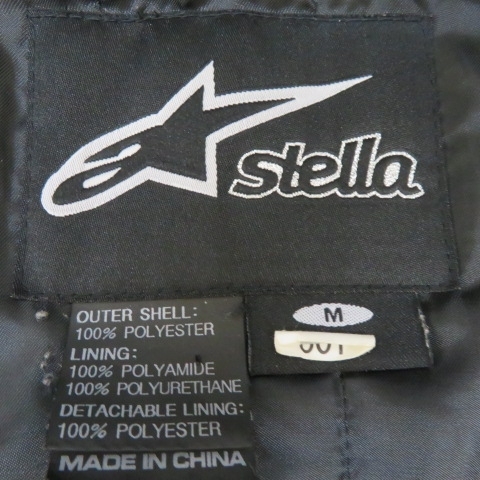 stella
OUTER SHELL:
100% POLYESTER
LINING:
100% POLYAMIDE
100% POLYURETHANE
DETACHABLE LINING:
100% POLYESTER
MADE IN CHINA
M